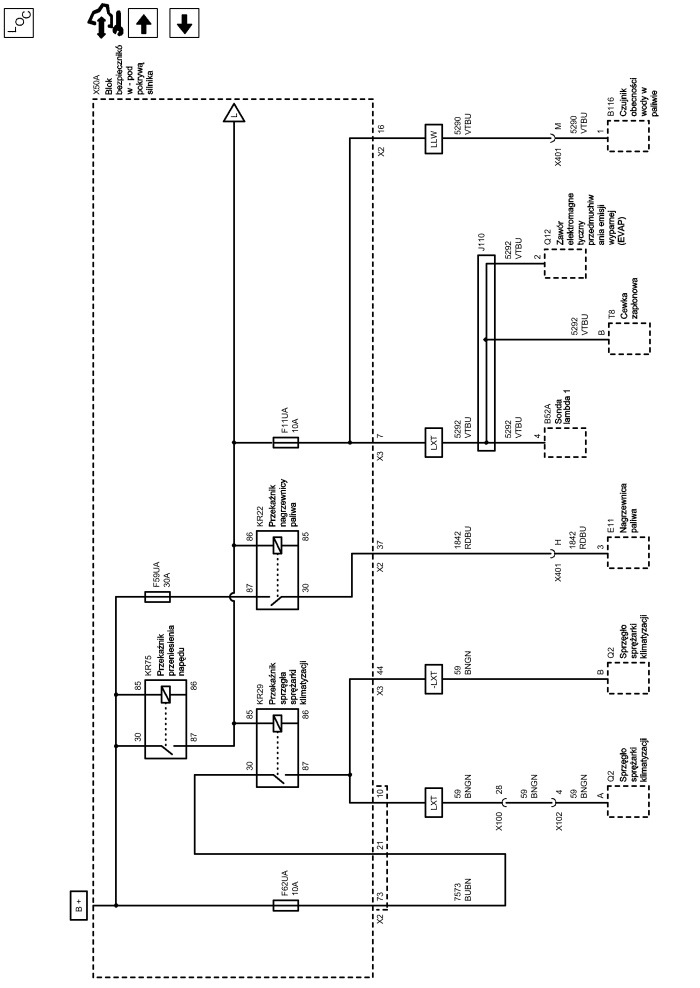 LOC
X50A
Blok
bezpiecznikó
w - pod
pokrywą
silnika
B +
L
F62UA
10A
KR75
Przekaźnik
przeniesienia
napędu
30
85
87
86
F59UA
30A
KR29
Przekaźnik
sprzęgła
sprężarki
klimatyzacji
30
85
87
86
KR22
Przekaźnik
nagrzewnicy
paliwa
87
86
30
85
F11UA
10A
X2
73
21
10
X3
44
X2
37
X3
7
X2
16
7573
BUBN
LXT
59
BNGN
X100
28
59
BNGN
X102
4
59
BNGN
A
Q2
Sprzęgło
sprężarki
klimatyzacji
-LXT
59
BNGN
B
Q2
Sprzęgło
sprężarki
klimatyzacji
1842
RDBU
X401
H
1842
RDBU
3
E11
Nagrzewnica
paliwa
LXT
5292
VTBU
J110
5292
VTBU
4
B52A
Sonda
lambda 1
5292
VTBU
B
T8
Cewka
zapłonowa
5292
VTBU
2
Q12
Zawór
elektromagne
tyczny
przedmuchiw
ania emisji
wyparnej
(EVAP)
LLW
5290
VTBU
X401
M
5290
VTBU
1
B116
Czujnik
obecności
wody w
paliwie